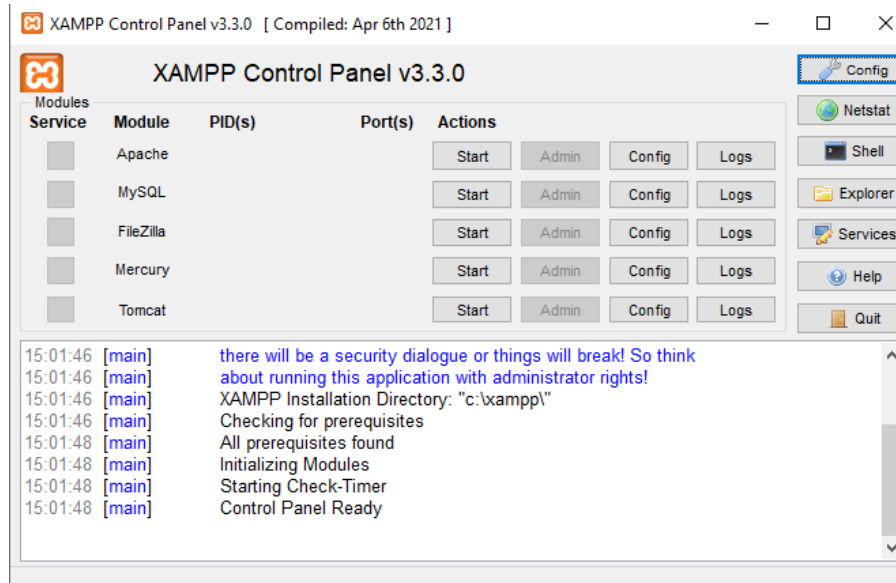 XAMPP Control Panel v3.3.0 [ Compiled: Apr 6th 2021 ]
XAMPP Control Panel v3.3.0
Config
Modules
Service Module PID(s) Port(s) Actions
Netstat
Apache Start Admin Config Logs
Shell
MySQL Start Admin Config Logs
Explorer
FileZilla Start Admin Config Logs
Services
Mercury Start Admin Config Logs
Help
Tomcat Start Admin Config Logs
Quit
15:01:46 [main] there will be a security dialogue or things will break! So think
15:01:46 [main] about running this application with administrator rights!
15:01:46 [main] XAMPP Installation Directory: "c:\xampp\"
15:01:46 [main] Checking for prerequisites
15:01:48 [main] All prerequisites found
15:01:48 [main] Initializing Modules
15:01:48 [main] Starting Check-Timer
15:01:48 [main] Control Panel Ready